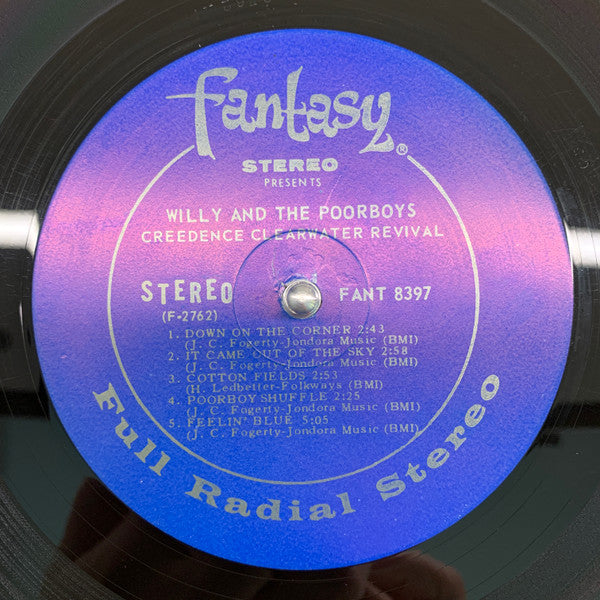 fantasy®
STEREO
PRESENTS
WILLY AND THE POORBOYS
CREEDENCE CLEARWATER REVIVAL
STEREO
(F-2762)
FANT 8397
1. DOWN ON THE CORNER 2:43
(J. C. Fogerty-Jondora Music (BMI)
2. IT CAME OUT OF THE SKY 2:58
(J. C. Fogerty-Jondora Music (BMI)
3. COTTON FIELDS 2:53
(H. Ledbetter-Folkways (BMI)
4. POORBOY SHUFFLE 2:25
(J. C. Fogerty-Jondora Music (BMI)
5. FEELIN' BLUE 5:05
(J. C. Fogerty-Jondora Music (BMI)
Full Radial Stereo